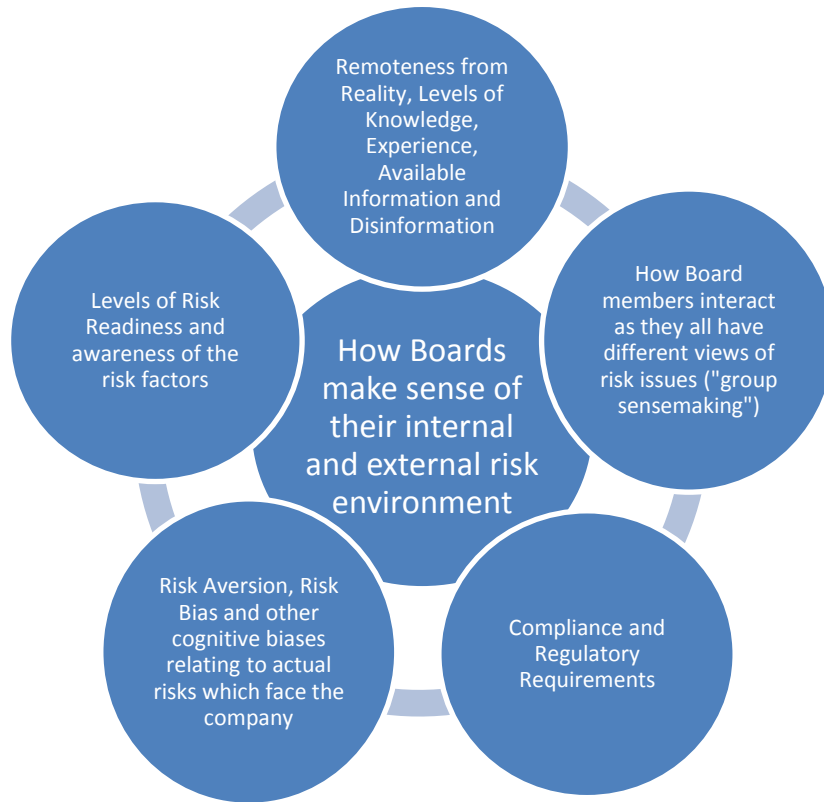 Remoteness from
Reality, Levels of
Knowledge,
Experience,
Available
Information and
Disinformation
How Board
members interact
as they all have
different views of
risk issues ("group
sensemaking")
Compliance and
Regulatory
Requirements
Risk Aversion, Risk
Bias and other
cognitive biases
relating to actual
risks which face the
company
Levels of Risk
Readiness and
awareness of the
risk factors
How Boards
make sense of
their internal
and external risk
environment